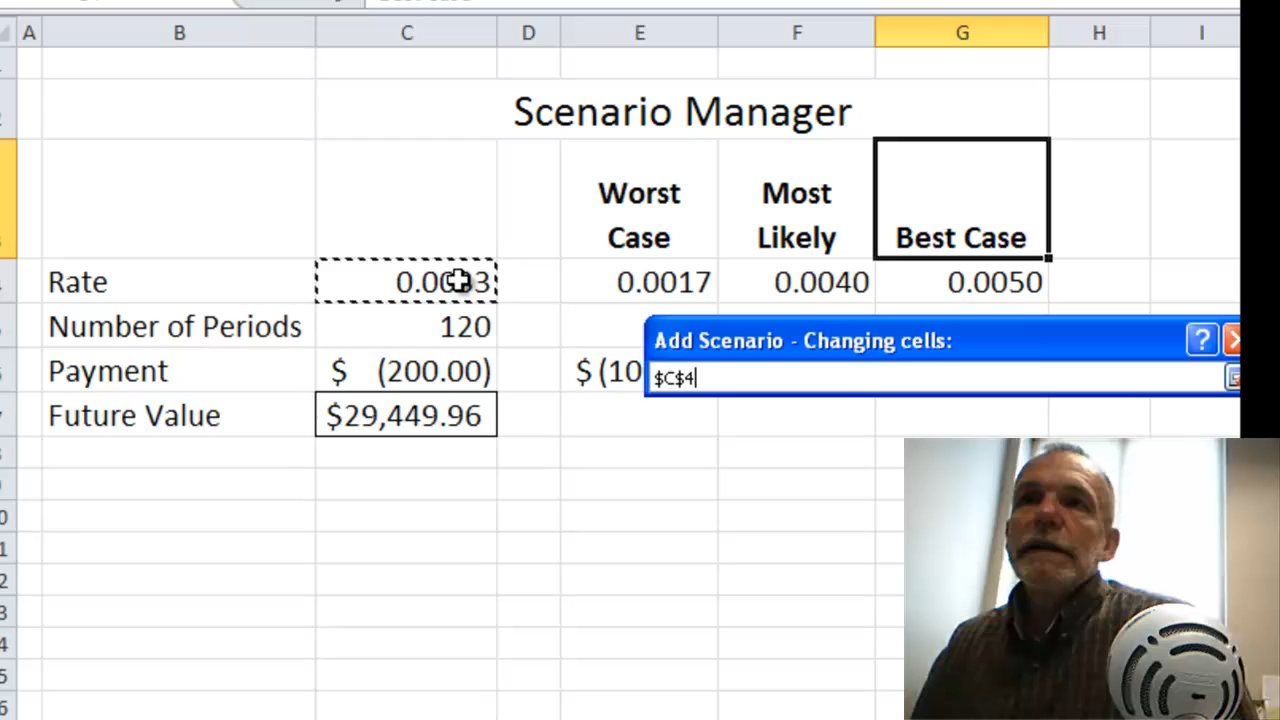 A B C D E F G H I
Scenario Manager
Worst Case Most Likely Best Case
Rate 0.0017 0.0040 0.0050
Number of Periods 120
Payment $ (200.00) $ (10
Future Value $29,449.96
Add Scenario - Changing cells: ?
$C$4